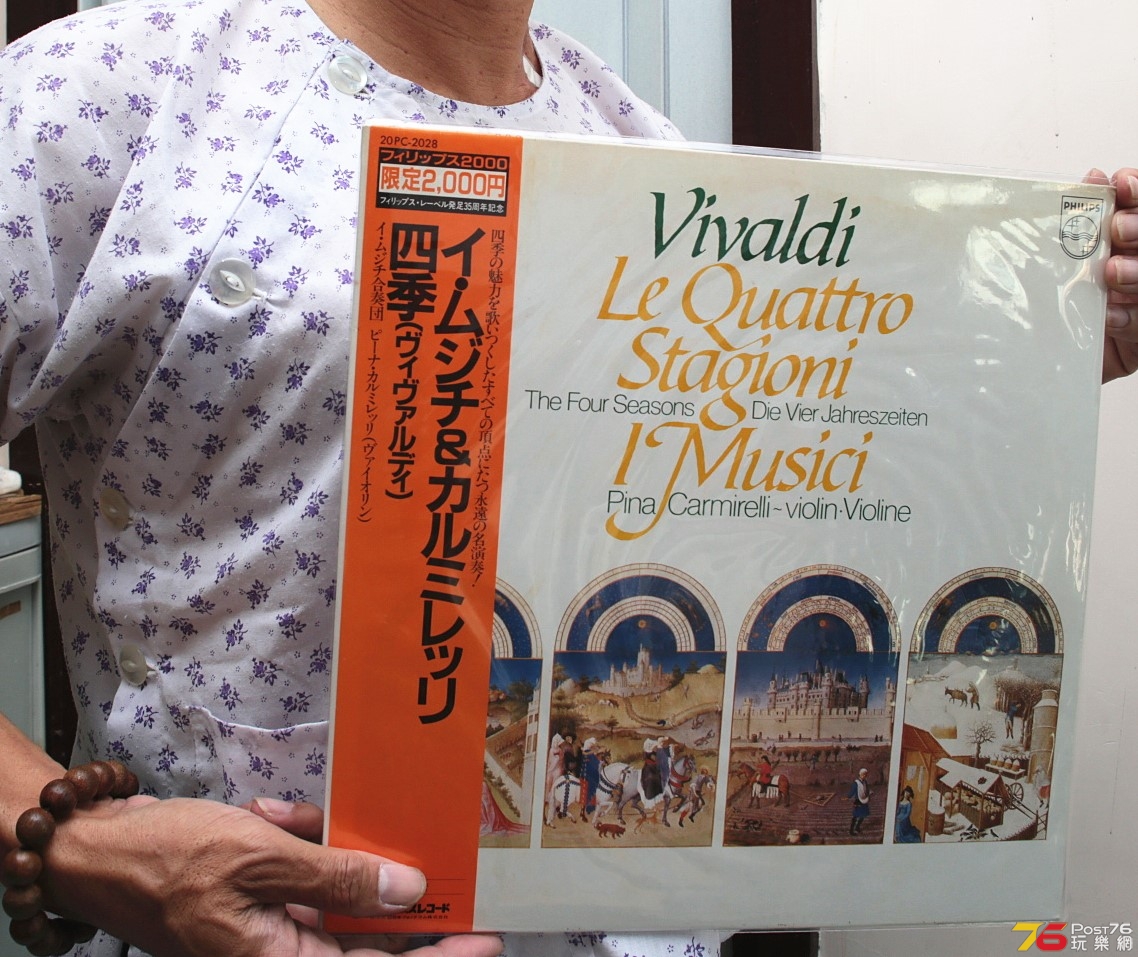 20PC-2028
フィリップス2000
限定2,000円
フィリップス・レーベル発足35周年記念
四季の魅力を歌いつくしたすべての頂点にたつ永遠の名演奏!
イ・ムジチ&カルミレッリ
四季(ヴィヴァルディ)
イ・ムジチ合奏団 ピーナ・カルミレッリ(ヴァイオリン)
スレコード
PHILIPS
Vivaldi
Le Quattro
Stagioni
The Four Seasons Die Vier Jahreszeiten
I Musici
Pina Carmirelli~violin·Violine
76 Post76
玩樂網